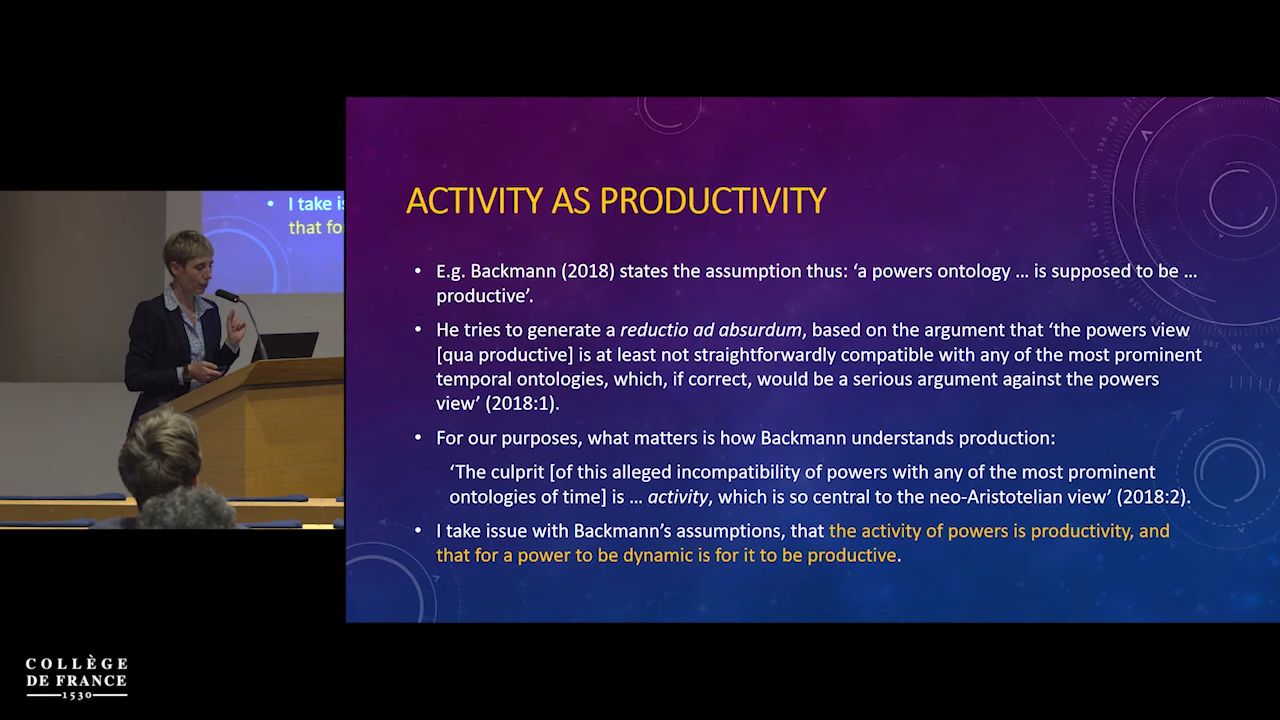 • I take is
that fo
ACTIVITY AS PRODUCTIVITY
• E.g. Backmann (2018) states the assumption thus: ‘a powers ontology ... is supposed to be ...
productive’.
• He tries to generate a reductio ad absurdum, based on the argument that ‘the powers view
[qua productive] is at least not straightforwardly compatible with any of the most prominent
temporal ontologies, which, if correct, would be a serious argument against the powers
view’ (2018:1).
• For our purposes, what matters is how Backmann understands production:
‘The culprit [of this alleged incompatibility of powers with any of the most prominent
ontologies of time] is ... activity, which is so central to the neo-Aristotelian view’ (2018:2).
• I take issue with Backmann’s assumptions, that the activity of powers is productivity, and
that for a power to be dynamic is for it to be productive.
COLLÈGE
DE FRANCE
1530